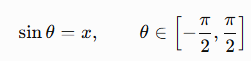 sin θ = x, θ ∈ [−π/2, π/2]